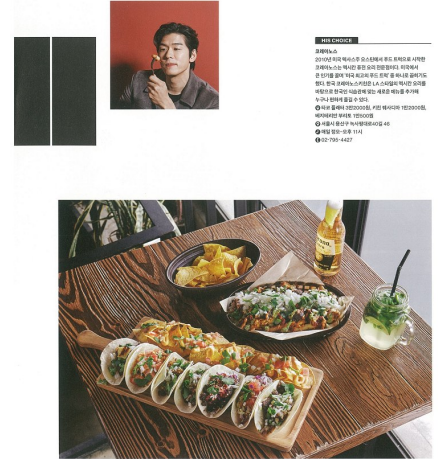 HIS CHOICE
코레아노스
2010년 미국 텍사스주 오스틴에서 푸드 트럭으로 시작한
코레아노스는 멕시칸 퓨전 요리 전문점이다. 미국에서
큰 인기를 끌며 '미국 최고의 푸드 트럭' 중 하나로 꼽히기도
했다. 한국 코레아노스키친은 LA 스타일의 멕시칸 요리를
바탕으로 한국인 식습관에 맞는 새로운 메뉴를 추가해
누구나 편하게 즐길 수 있다.
타코 플래터 3만2000원, 치킨 퀘사디아 1만2000원,
베지테리안 부리토 1만500원
서울시 용산구 녹사평대로40길 46
매일 정오~오후 11시
02-795-4427